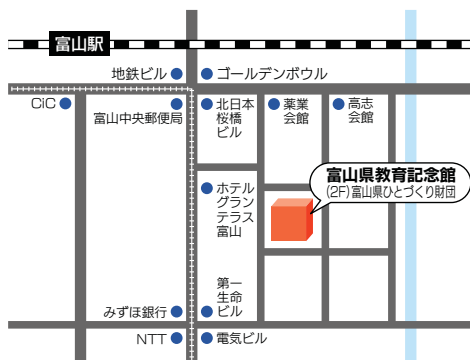 富山駅
地鉄ビル
ゴールデンボウル
CiC
富山中央郵便局
北日本
桜橋
ビル
薬業
会館
高志
会館
富山県教育記念館
(2F)富山県ひとづくり財団
ホテル
グラン
テラス
富山
第一
生命
ビル
みずほ銀行
NTT
電気ビル